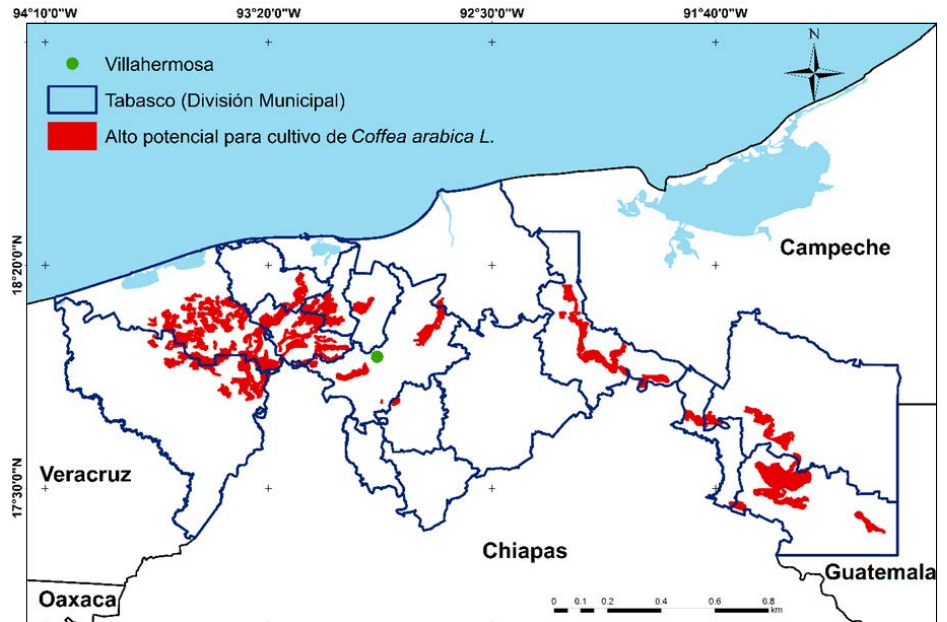 94°10'0"W 93°20'0"W 92°30'0"W 91°40'0"W
N
Villahermosa
Tabasco (División Municipal)
Alto potencial para cultivo de Coffea arabica L.
Campeche
18°20'0"N
Veracruz
17°30'0"N
Chiapas
Guatemala
Oaxaca
0 0.1 0.2 0.4 0.6 0.8
km